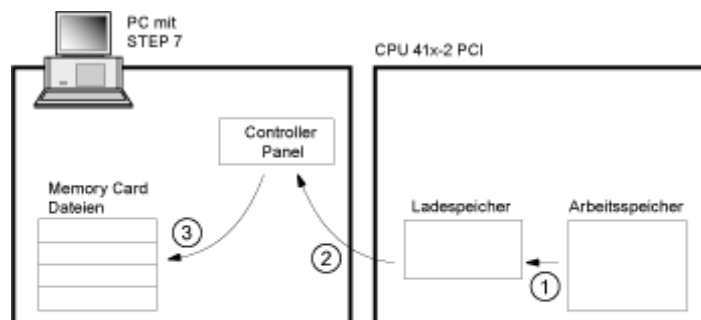 PC mit
STEP 7
CPU 41x-2 PCI
Controller
Panel
Memory Card
Dateien
Ladespeicher
Arbeitsspeicher
3
2
1